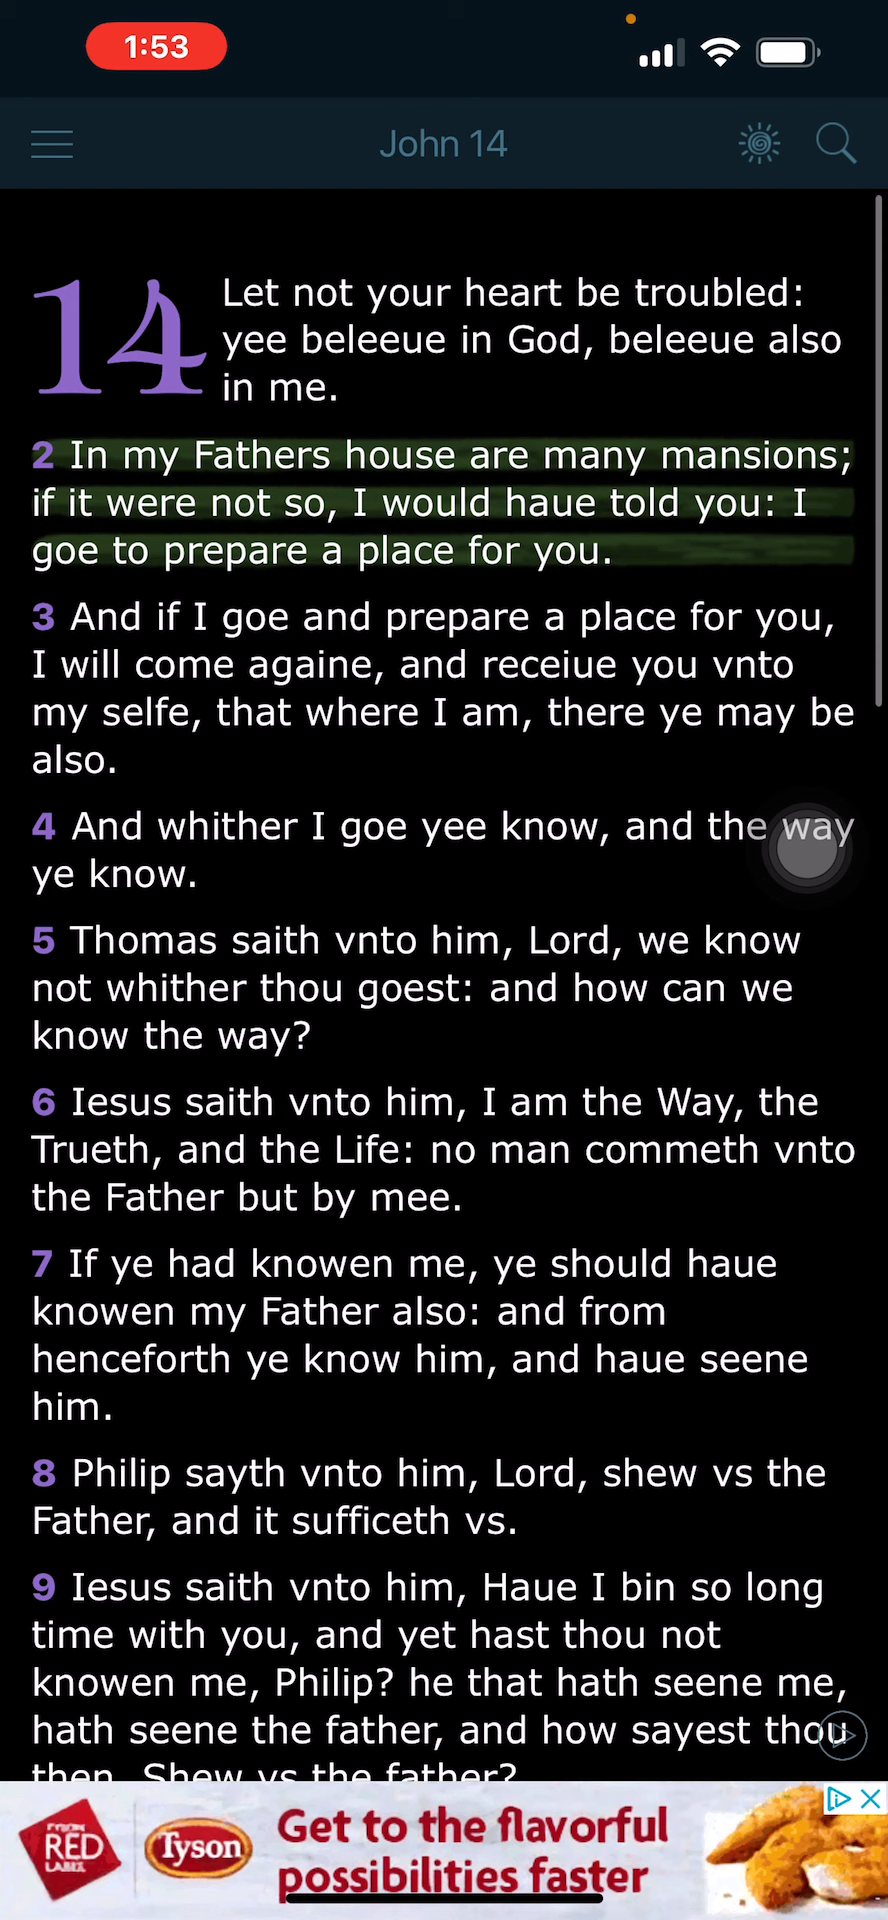 1:53
John 14
14 Let not your heart be troubled:
yee beleeue in God, beleeue also
in me.
2 In my Fathers house are many mansions;
if it were not so, I would haue told you: I
goe to prepare a place for you.
3 And if I goe and prepare a place for you,
I will come againe, and receiue you vnto
my selfe, that where I am, there ye may be
also.
4 And whither I goe yee know, and the way
ye know.
5 Thomas saith vnto him, Lord, we know
not whither thou goest: and how can we
know the way?
6 Iesus saith vnto him, I am the Way, the
Trueth, and the Life: no man commeth vnto
the Father but by mee.
7 If ye had knowen me, ye should haue
knowen my Father also: and from
henceforth ye know him, and haue seene
him.
8 Philip sayth vnto him, Lord, shew vs the
Father, and it sufficeth vs.
9 Iesus saith vnto him, Haue I bin so long
time with you, and yet hast thou not
knowen me, Philip? he that hath seene me,
hath seene the father, and how sayest thou
then, Shew vs the father?
TYSON
RED
LABEL
Tyson
Get to the flavorful
possibilities faster